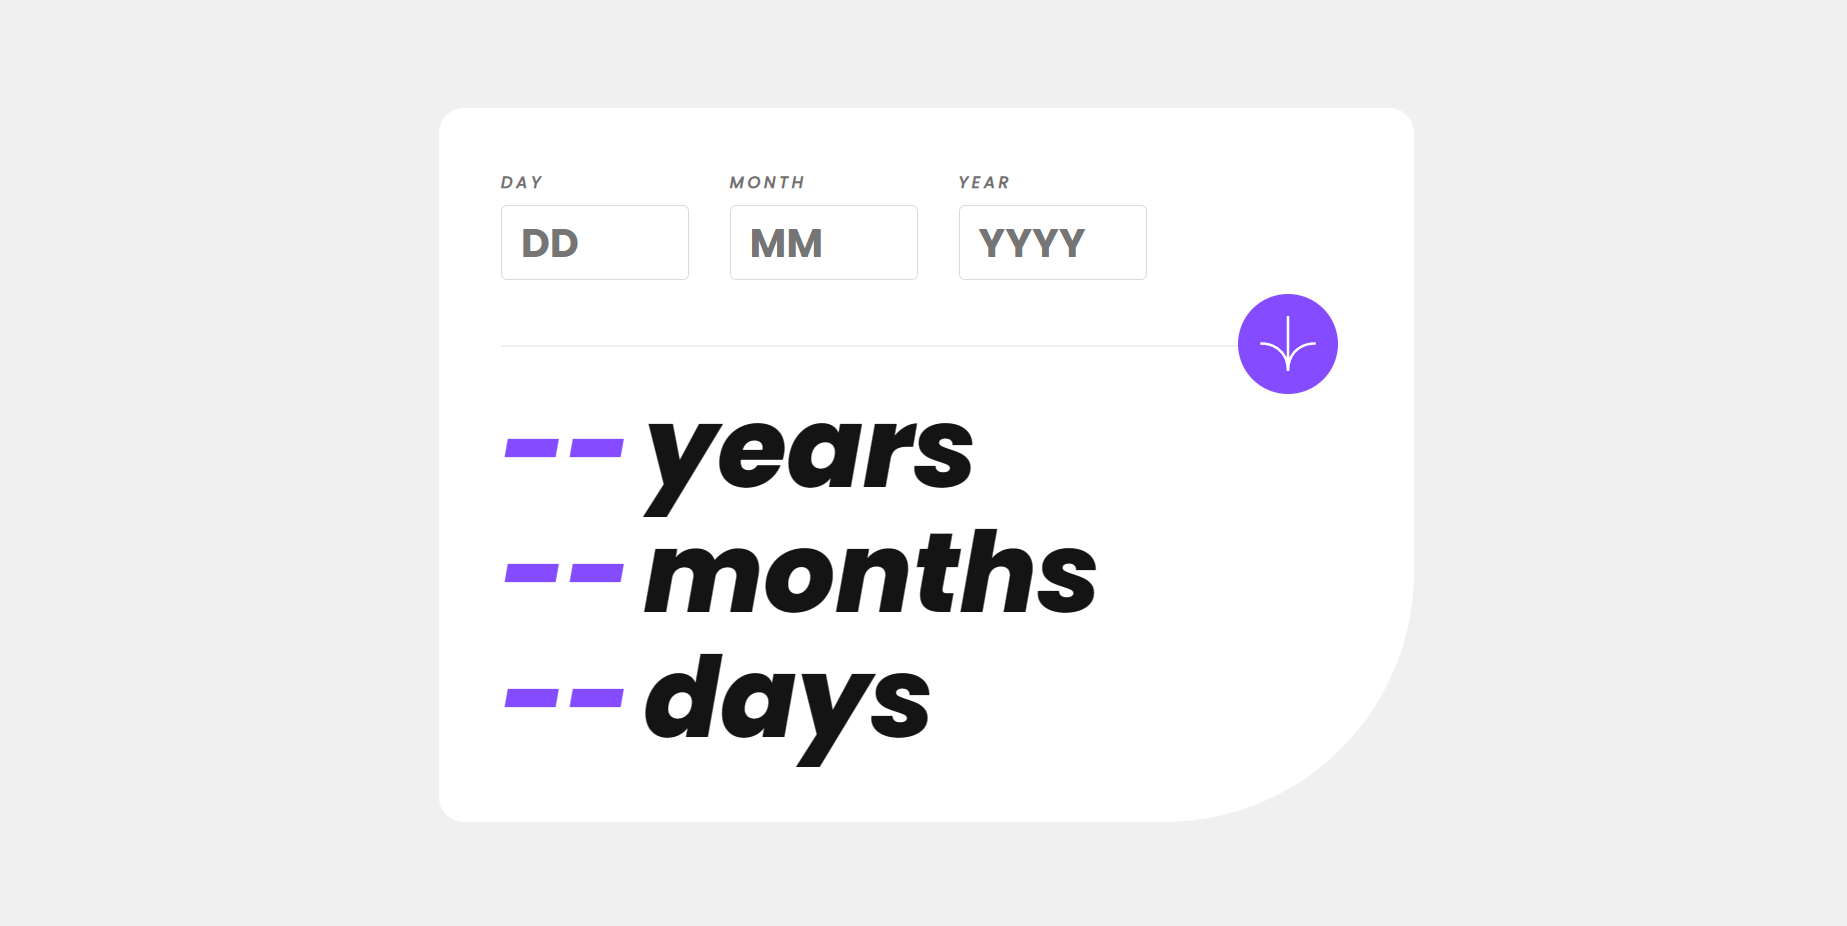 DAY MONTH YEAR
DD MM YYYY
-- years
-- months
-- days